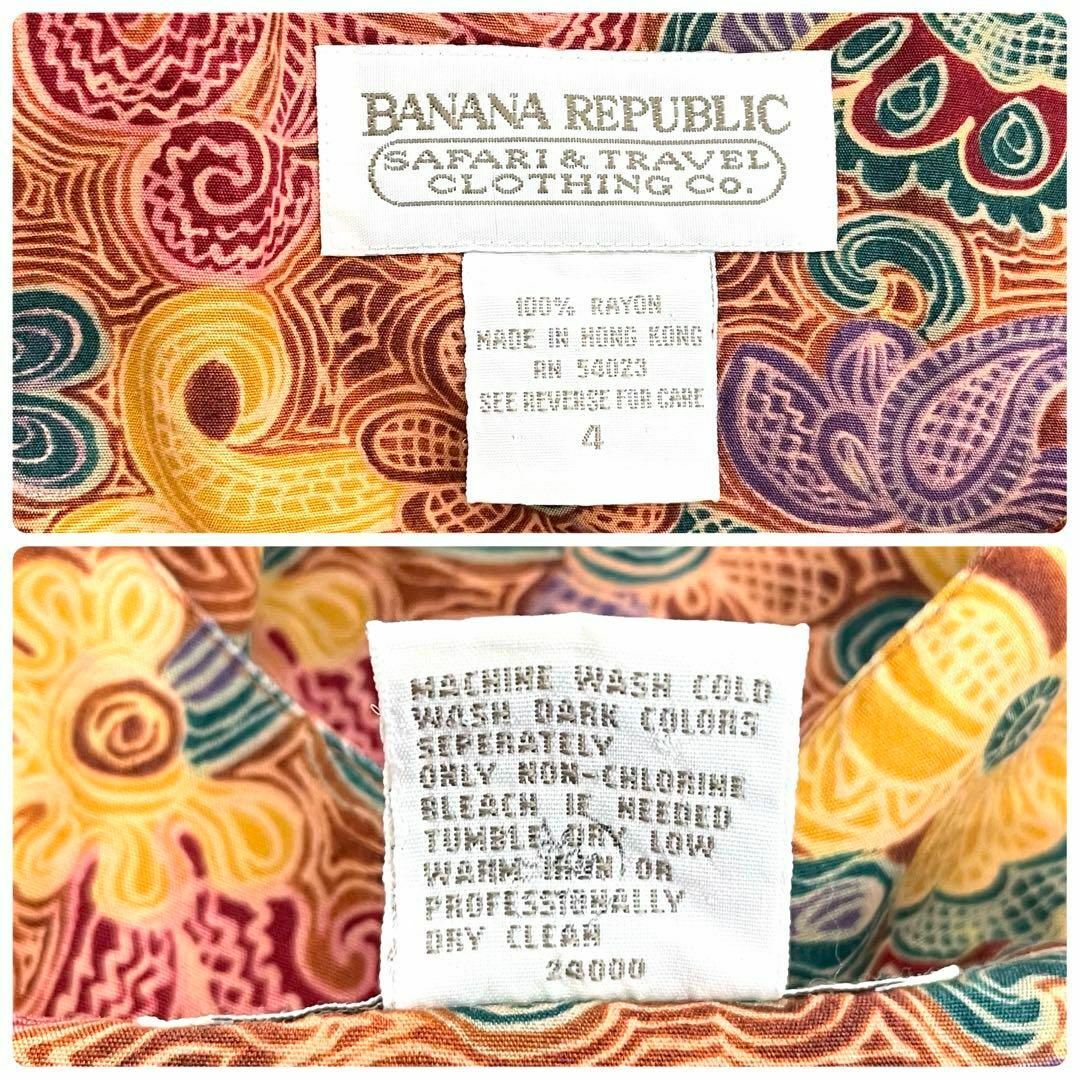 BANANA REPUBLIC
SAFARI & TRAVEL
CLOTHING Co.
100% RAYON
MADE IN HONG KONG
RN 54023
SEE REVERSE FOR CARE
4
MACHINE WASH COLD
WASH DARK COLORS
SEPERATELY
ONLY NON-CHLORINE
BLEACH IF NEEDED
TUMBLE DRY LOW
WARM IRON OR
PROFESSIONALLY
DRY CLEAN
24000